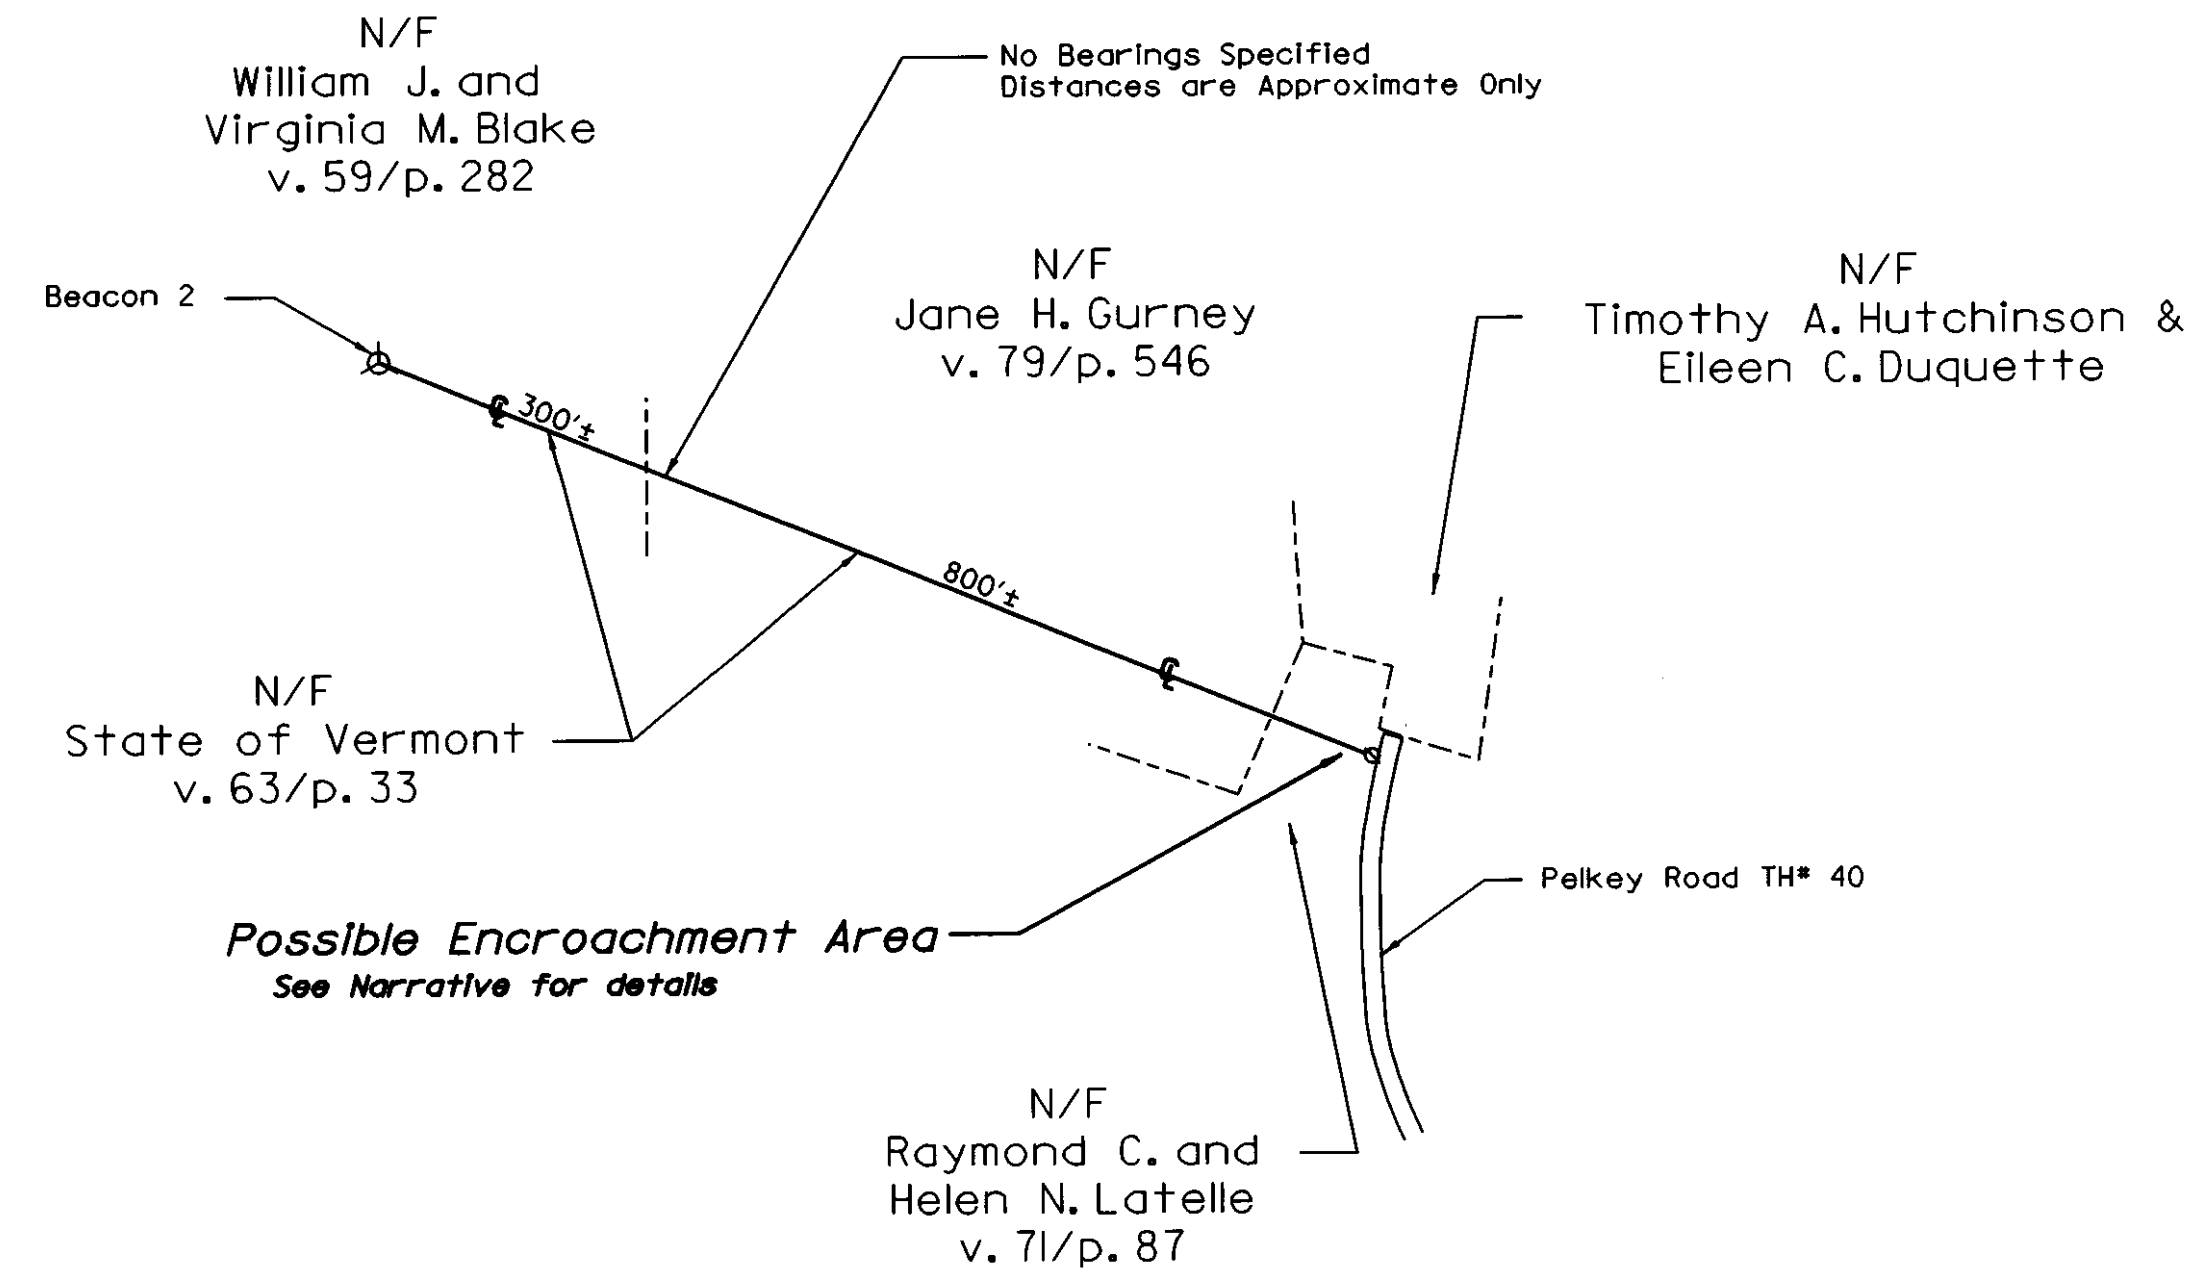 N/F
William J. and
Virginia M. Blake
v. 59/p. 282
No Bearings Specified
Distances are Approximate Only
N/F
Jane H. Gurney
v. 79/p. 546
N/F
Timothy A. Hutchinson &
Eileen C. Duquette
Beacon 2
℄ 300'±
800'±
℄
N/F
State of Vermont
v. 63/p. 33
Pelkey Road TH# 40
Possible Encroachment Area
See Narrative for details
N/F
Raymond C. and
Helen N. Latelle
v. 71/p. 87